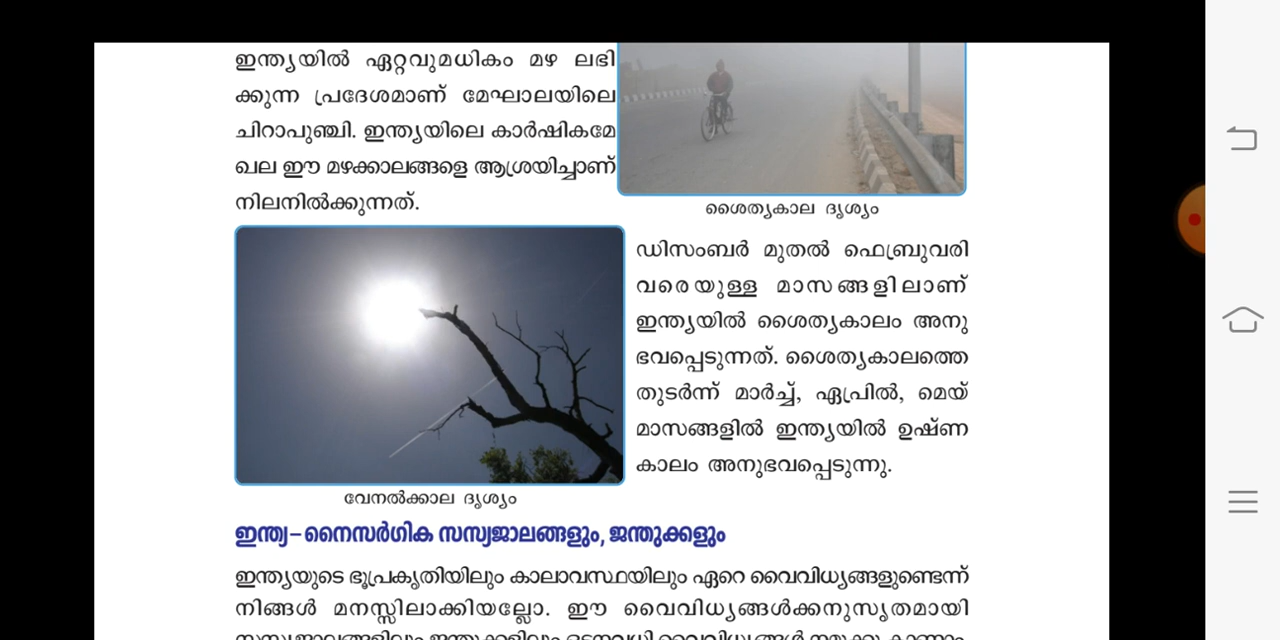 ഇന്ത്യയിൽ ഏറ്റവുമധികം മഴ ലഭി
ക്കുന്ന പ്രദേശമാണ് മേഘാലയിലെ
ചിറാപുഞ്ചി. ഇന്ത്യയിലെ കാർഷികമേ
ഖല ഈ മഴക്കാലങ്ങളെ ആശ്രയിച്ചാണ്
നിലനിൽക്കുന്നത്.
ശൈത്യകാല ദൃശ്യം
ഡിസംബർ മുതൽ ഫെബ്രുവരി
വരെയുള്ള മാസങ്ങളിലാണ്
ഇന്ത്യയിൽ ശൈത്യകാലം അനു
ഭവപ്പെടുന്നത്. ശൈത്യകാലത്തെ
തുടർന്ന് മാർച്ച്, ഏപ്രിൽ, മെയ്
മാസങ്ങളിൽ ഇന്ത്യയിൽ ഉഷ്ണ
കാലം അനുഭവപ്പെടുന്നു.
വേനൽക്കാല ദൃശ്യം
ഇന്ത്യ–നൈസർഗിക സസ്യജാലങ്ങളും, ജന്തുക്കളും
ഇന്ത്യയുടെ ഭൂപ്രകൃതിയിലും കാലാവസ്ഥയിലും ഏറെ വൈവിധ്യങ്ങളുണ്ടെന്ന്
നിങ്ങൾ മനസ്സിലാക്കിയല്ലോ. ഈ വൈവിധ്യങ്ങൾക്കനുസൃതമായി